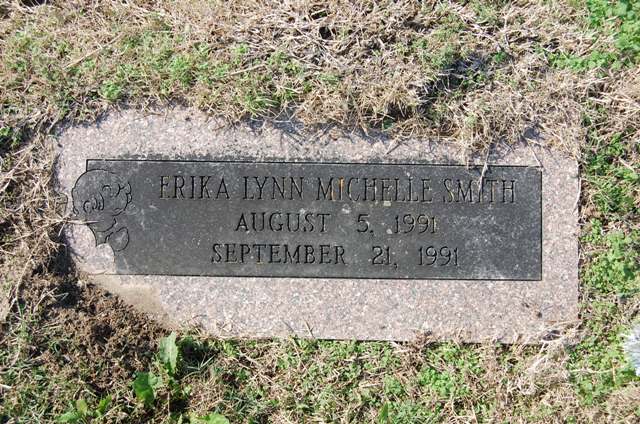 ERIKA LYNN MICHELLE SMITH
AUGUST 5, 1991
SEPTEMBER 21, 1991